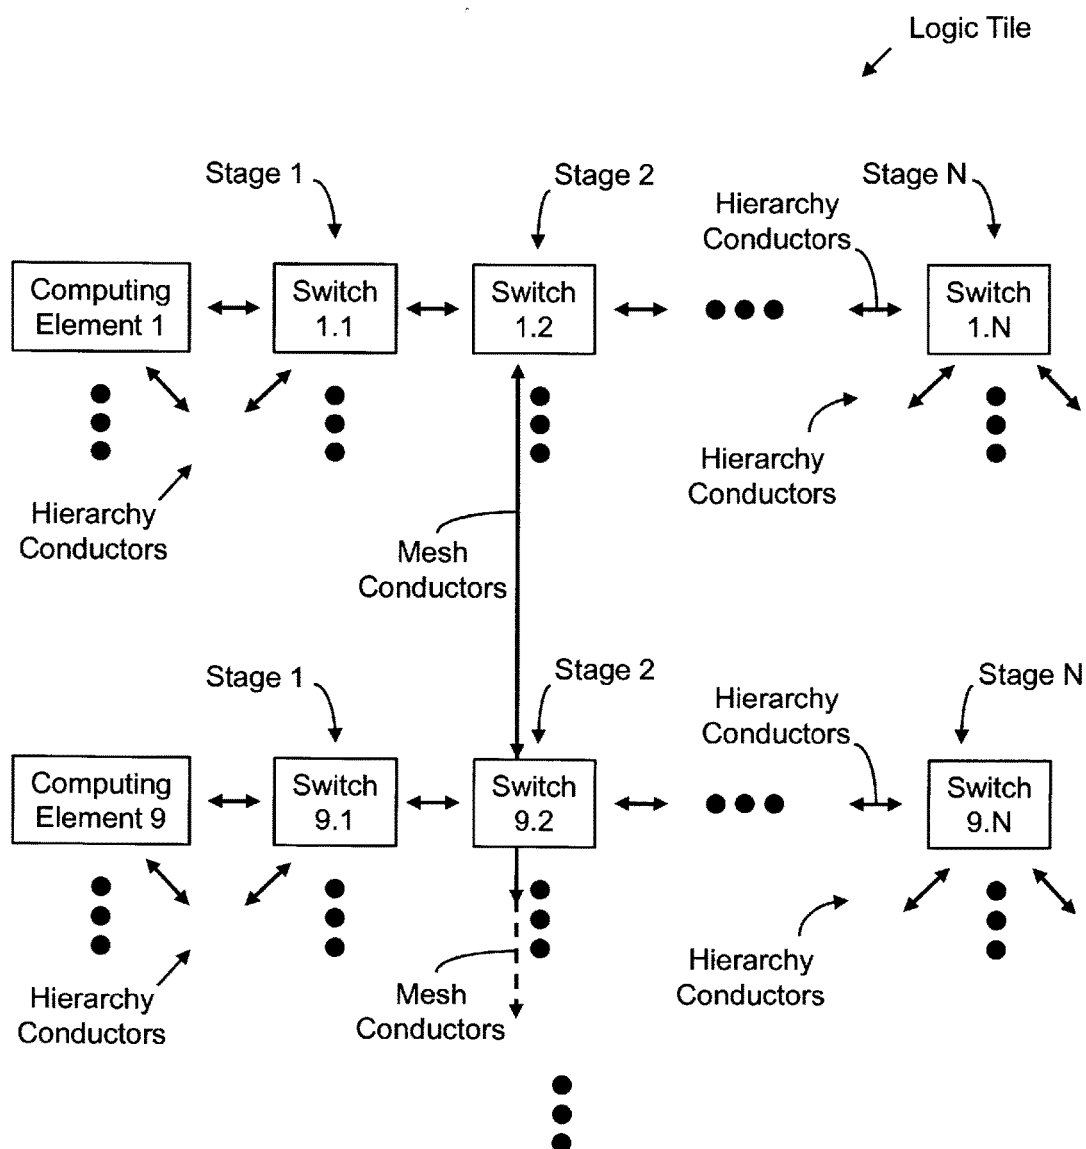 Logic Tile
Stage 1
Stage 2
Stage N
Hierarchy
Conductors
Computing
Element 1
Switch
1.1
Switch
1.2
Switch
1.N
Hierarchy
Conductors
Hierarchy
Conductors
Mesh
Conductors
Stage 1
Stage 2
Stage N
Hierarchy
Conductors
Computing
Element 9
Switch
9.1
Switch
9.2
Switch
9.N
Hierarchy
Conductors
Hierarchy
Conductors
Mesh
Conductors